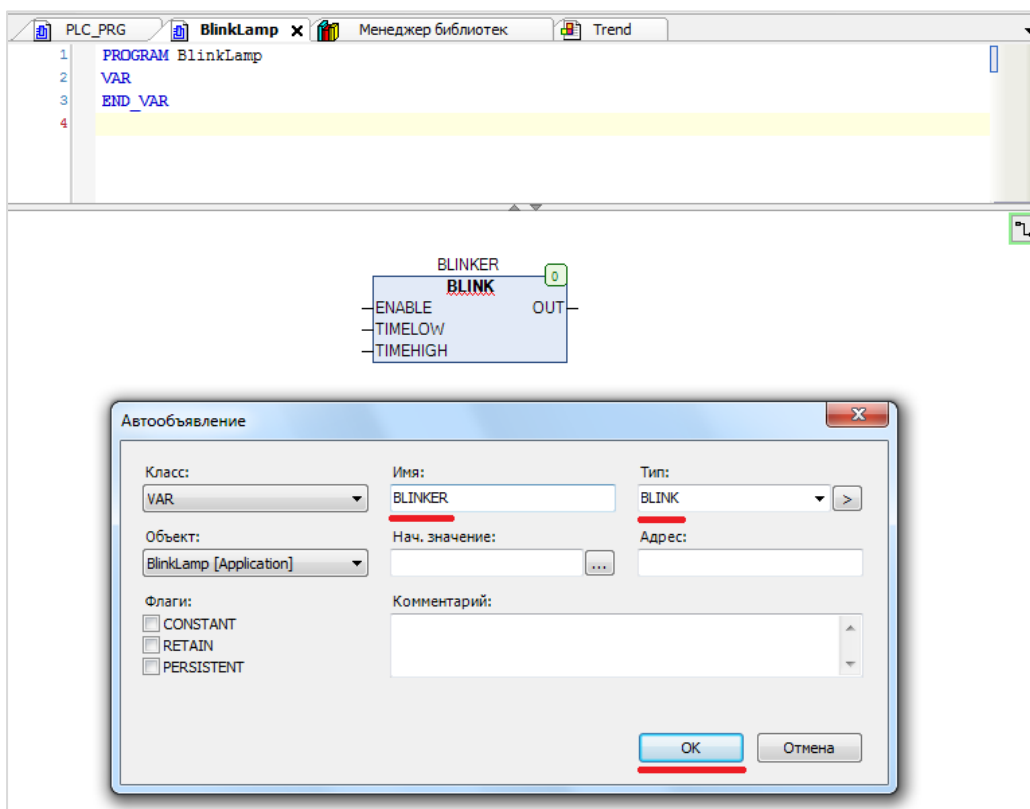 PLC_PRG BlinkLamp x Менеджер библиотек Trend
1 PROGRAM BlinkLamp
2 VAR
3 END_VAR
4
BLINKER
0
BLINK
ENABLE OUT
TIMELOW
TIMEHIGH
Автообъявление
Класс: Имя: Тип:
VAR BLINKER BLINK >
Объект: Нач. значение: Адрес:
BlinkLamp [Application] ...
Флаги: Комментарий:
CONSTANT
RETAIN
PERSISTENT
OK Отмена